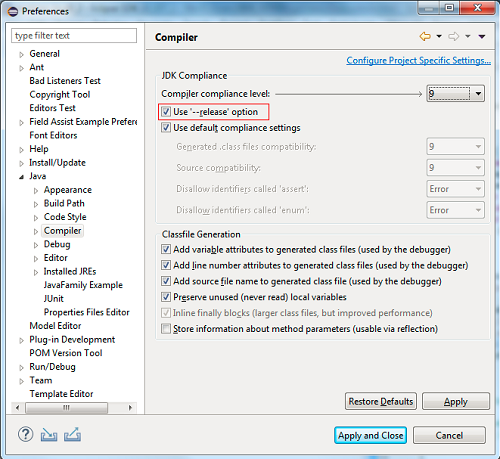 Preferences
type filter text
General
Ant
Bad Listeners Test
Copyright Tool
Editors Test
Field Assist Example Prefere
Font Editors
Help
Install/Update
Java
Appearance
Build Path
Code Style
Compiler
Debug
Editor
Installed JREs
JavaFamily Example
JUnit
Properties Files Editor
Model Editor
Plug-in Development
POM Version Tool
Run/Debug
Team
Template Editor
Compiler
Configure Project Specific Settings...
JDK Compliance
Compiler compliance level: 9
Use '--release' option
Use default compliance settings
Generated .class files compatibility: 9
Source compatibility: 9
Disallow identifiers called 'assert': Error
Disallow identifiers called 'enum': Error
Classfile Generation
Add variable attributes to generated class files (used by the debugger)
Add line number attributes to generated class files (used by the debugger)
Add source file name to generated class file (used by the debugger)
Preserve unused (never read) local variables
Inline finally blocks (larger class files, but improved performance)
Store information about method parameters (usable via reflection)
Restore Defaults Apply
Apply and Close Cancel